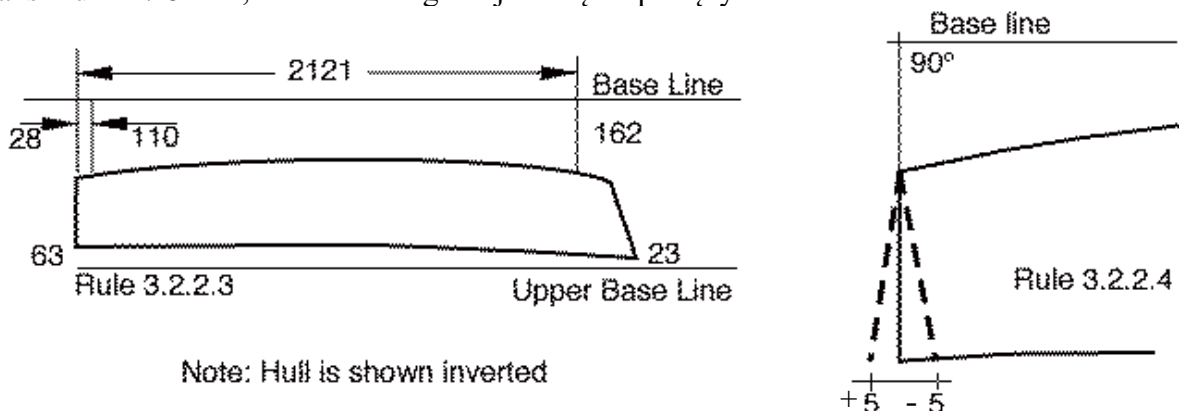 2121
Base Line
28
110
162
63
23
Rule 3.2.2.3
Upper Base Line
Note: Hull is shown inverted
Base line
90°
Rule 3.2.2.4
+5 - 5